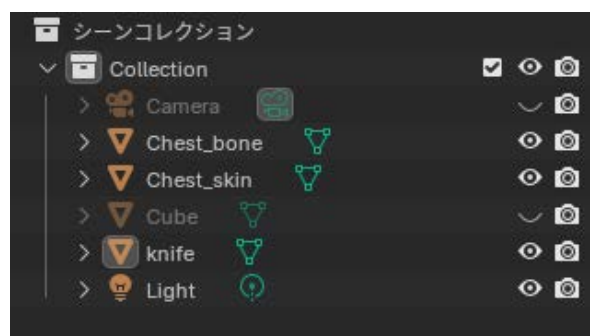 シーンコレクション
Collection
Camera
Chest_bone
Chest_skin
Cube
knife
Light